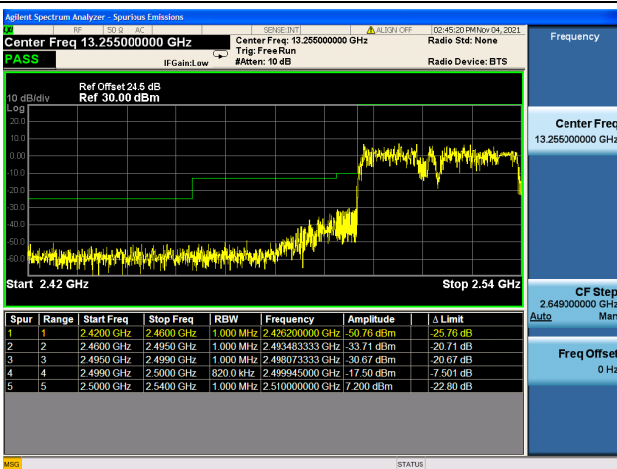 Agilent Spectrum Analyzer - Spurious Emissions
RF 50 Ω AC SENSE:INT ALIGN OFF 02:45:20 PM Nov 04, 2021
Center Freq 13.255000000 GHz
Center Freq: 13.255000000 GHz
Radio Std: None
Trig: Free Run
PASS
IFGain:Low
#Atten: 10 dB
Radio Device: BTS
Frequency
Ref Offset 24.5 dB
10 dB/div Ref 30.00 dBm
Log
20.0
10.0
0.00
-10.0
-20.0
-30.0
-40.0
-50.0
-60.0
Start 2.42 GHz
Stop 2.54 GHz
Center Freq
13.255000000 GHz
CF Step
2.649000000 GHz
Auto Man
Freq Offset
0 Hz
Spur Range Start Freq Stop Freq RBW Frequency Amplitude Δ Limit
1 1 2.4200 GHz 2.4600 GHz 1.000 MHz 2.426200000 GHz -50.76 dBm -25.76 dB
2 2 2.4600 GHz 2.4950 GHz 1.000 MHz 2.493483333 GHz -33.71 dBm -20.71 dB
3 3 2.4950 GHz 2.4990 GHz 1.000 MHz 2.498073333 GHz -30.67 dBm -20.67 dB
4 4 2.4990 GHz 2.5000 GHz 820.0 kHz 2.499945000 GHz -17.50 dBm -7.501 dB
5 5 2.5000 GHz 2.5400 GHz 1.000 MHz 2.510000000 GHz 7.200 dBm -22.80 dB
MSG
STATUS